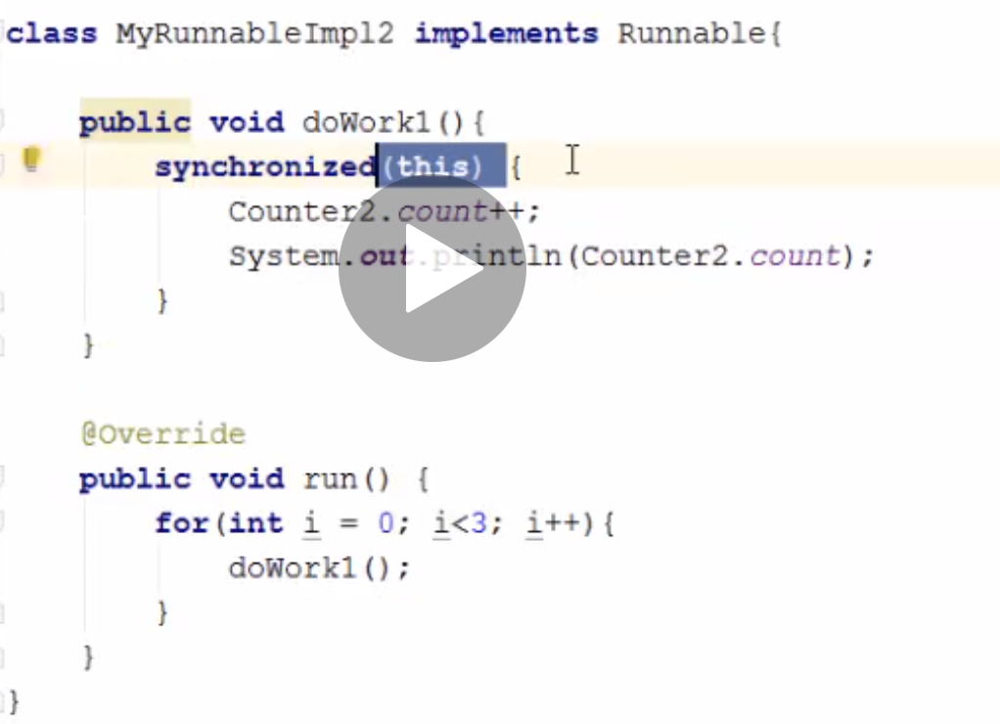 class MyRunnableImpl2 implements Runnable{
public void doWork1(){
synchronized(this) {
Counter2.count++;
System.out.println(Counter2.count);
}
}
@Override
public void run() {
for(int i = 0; i<3; i++){
doWork1();
}
}
}